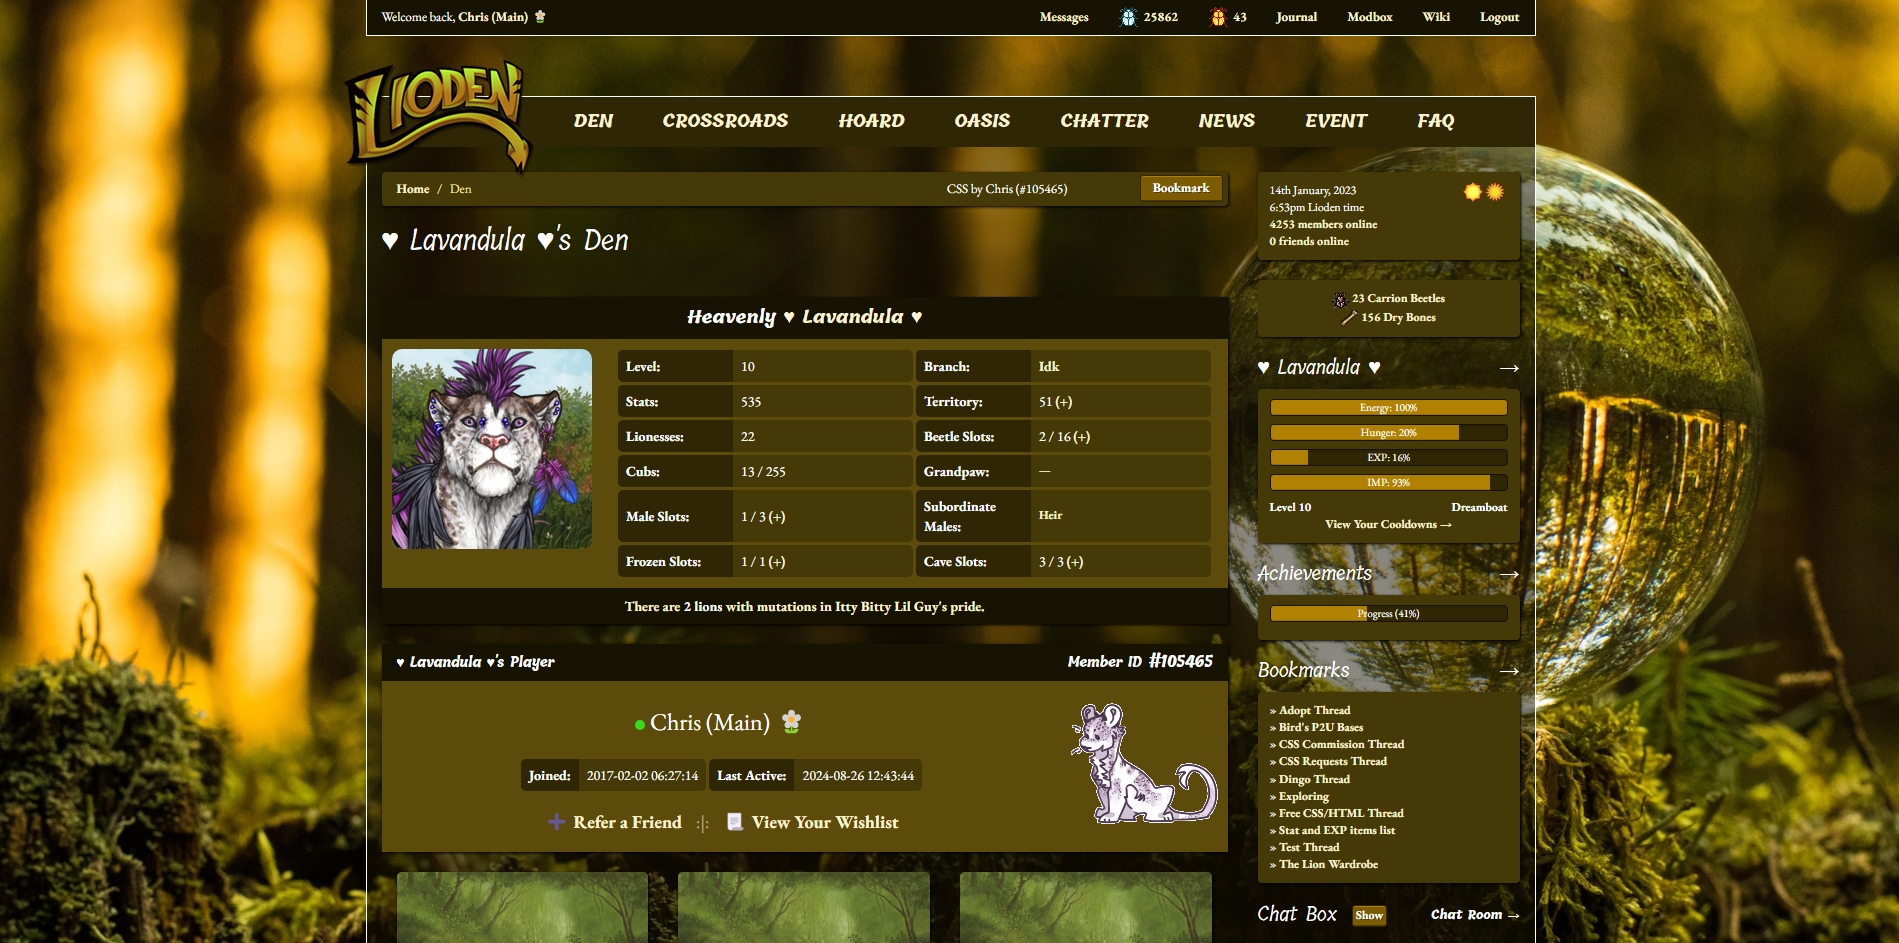 Welcome back, Chris (Main)
Messages 25862 43 Journal Modbox Wiki Logout
LIODEN
DEN CROSSROADS HOARD OASIS CHATTER NEWS EVENT FAQ
Home / Den CSS by Chris (#105465) Bookmark
♥ Lavandula ♥'s Den
Heavenly ♥ Lavandula ♥
Level: 10 Branch: Idk
Stats: 535 Territory: 51 (+)
Lionesses: 22 Beetle Slots: 2 / 16 (+)
Cubs: 13 / 255 Grandpaw: —
Male Slots: 1 / 3 (+) Subordinate Males: Heir
Frozen Slots: 1 / 1 (+) Cave Slots: 3 / 3 (+)
There are 2 lions with mutations in Itty Bitty Lil Guy's pride.
♥ Lavandula ♥'s Player Member ID #105465
Chris (Main)
Joined: 2017-02-02 06:27:14 Last Active: 2024-08-26 12:43:44
Refer a Friend :|: View Your Wishlist
14th January, 2023
6:53pm Lioden time
4253 members online
0 friends online
23 Carrion Beetles
156 Dry Bones
♥ Lavandula ♥ →
Energy: 100%
Hunger: 20%
EXP: 16%
IMP: 93%
Level 10 Dreamboat
View Your Cooldowns →
Achievements →
Progress (41%)
Bookmarks →
» Adopt Thread
» Bird's P2U Bases
» CSS Commission Thread
» CSS Requests Thread
» Dingo Thread
» Exploring
» Free CSS/HTML Thread
» Stat and EXP items list
» Test Thread
» The Lion Wardrobe
Chat Box Show Chat Room →